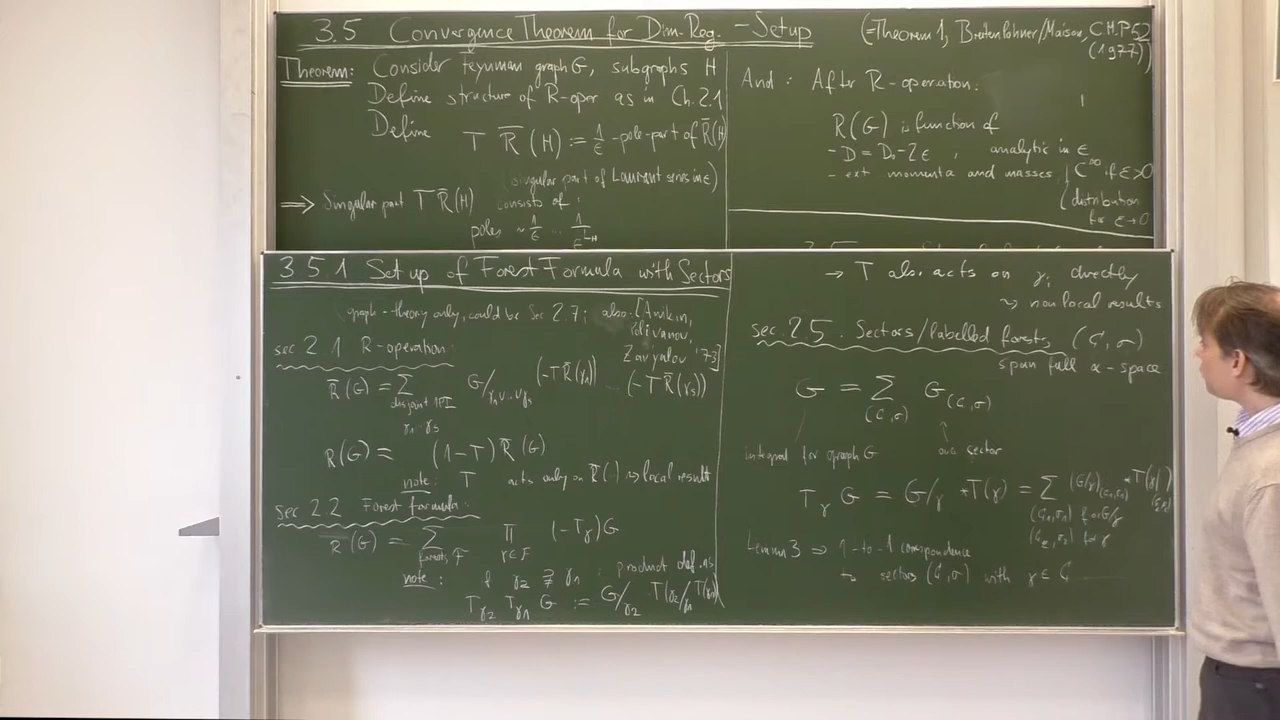 3.5 Convergence Theorem for Dim. Reg. - Setup
(=Theorem 1, Breitenlohner/Maison, C.M.P 52 (1977))
Theorem: Consider Feynman graph G, subgraphs H
Define structure of R-oper as in Ch. 2.1
Define T R̄(H) := 1/ε -pole-part of R̄(H)
(singular part of Laurent series in ε)
⟹ Singular part T R̄(H) consists of:
poles ~ 1/ε ...
And: After R-operation:
R(G) is function of
- D = D₀-2ε, analytic in ε
- ext momenta and masses { C^∞ if ε>0
distribution
for ε→0
3.5.1 Setup of Forest Formula with Sectors
graph-theory only, could be Sec 2.7; also [Anikin,
Polivanov,
Zavyalov '73]
sec 2.1 R-operation:
R̄(G) = Σ G/γ₁∪...∪γₛ (-T R̄(γ₁)) ... (-T R̄(γₛ))
disjoint 1PI
γ₁...γₛ
R(G) = (1-T) R̄(G)
note: T acts only on R̄(·) ⇝ local result
sec 2.2 Forest formula:
R(G) = Σ Π (-T_γ) G
forests F γ∈F
note: if γ₂ ⊋ γ₁ : product def. as
T_γ₂ T_γ₁ G := G/γ₂ · T(γ₂/γ₁ T(γ₁))
→ T also acts on γ, directly
⇝ nonlocal results
sec. 2.5. Sectors/labelled forests, (C, σ)
span full α-space
G = Σ G_(C,σ)
(C,σ)
integral for graph G one sector
T_γ G = G/γ * T(γ) = Σ (G/γ)_(C₁,σ₁) * T(γ)_(C₂,σ₂)
(C₁,σ₁) for G/γ
(C₂,σ₂) for γ
Lemma 3 ⇒ 1-to-1 correspondence
to sectors (C, σ) with γ ∈ C